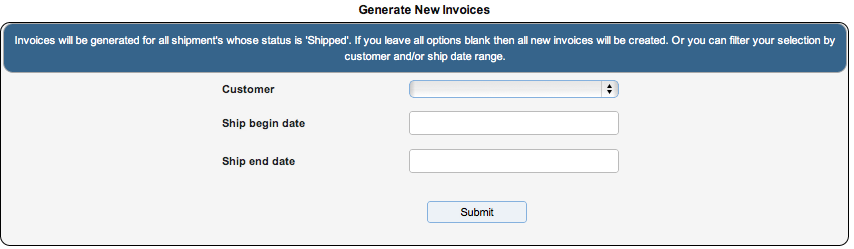 Generate New Invoices
Invoices will be generated for all shipment's whose status is 'Shipped'. If you leave all options blank then all new invoices will be created. Or you can filter your selection by
customer and/or ship date range.
Customer
Ship begin date
Ship end date
Submit